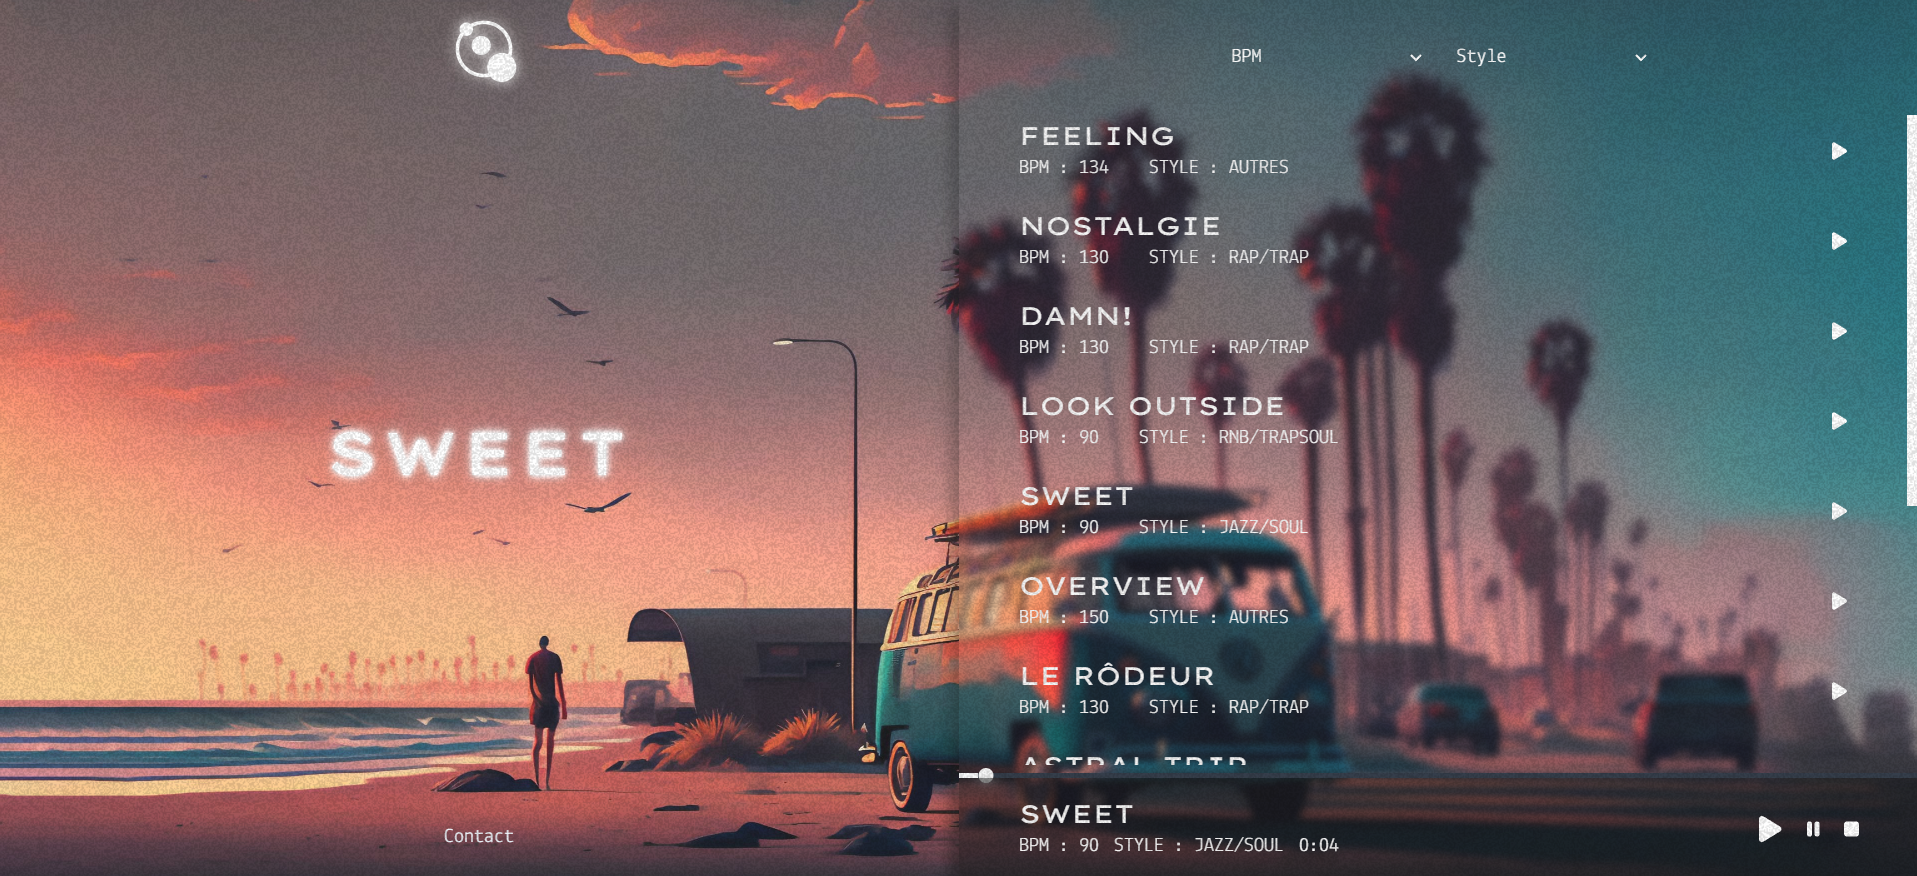 SWEET
Contact
BPM Style
FEELING
BPM : 134 STYLE : AUTRES
NOSTALGIE
BPM : 130 STYLE : RAP/TRAP
DAMN!
BPM : 130 STYLE : RAP/TRAP
LOOK OUTSIDE
BPM : 90 STYLE : RNB/TRAPSOUL
SWEET
BPM : 90 STYLE : JAZZ/SOUL
OVERVIEW
BPM : 150 STYLE : AUTRES
LE RÔDEUR
BPM : 130 STYLE : RAP/TRAP
ASTRAL TRIP
SWEET
BPM : 90 STYLE : JAZZ/SOUL 0:04